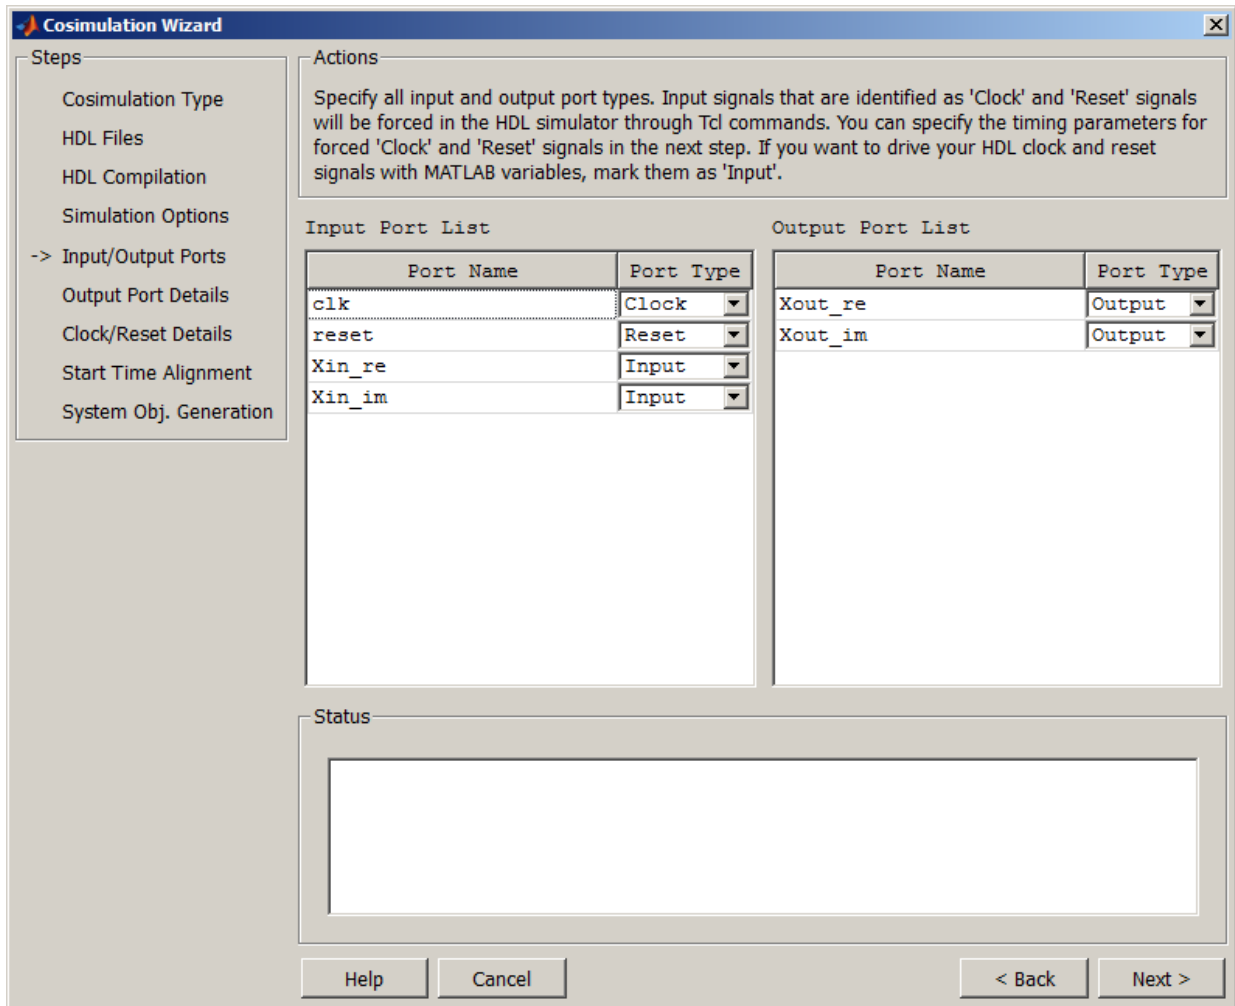 Cosimulation Wizard
Steps
Cosimulation Type
HDL Files
HDL Compilation
Simulation Options
-> Input/Output Ports
Output Port Details
Clock/Reset Details
Start Time Alignment
System Obj. Generation
Actions
Specify all input and output port types. Input signals that are identified as 'Clock' and 'Reset' signals
will be forced in the HDL simulator through Tcl commands. You can specify the timing parameters for
forced 'Clock' and 'Reset' signals in the next step. If you want to drive your HDL clock and reset
signals with MATLAB variables, mark them as 'Input'.
Input Port List
Port Name Port Type
clk Clock
reset Reset
Xin_re Input
Xin_im Input
Output Port List
Port Name Port Type
Xout_re Output
Xout_im Output
Status
Help Cancel < Back Next >